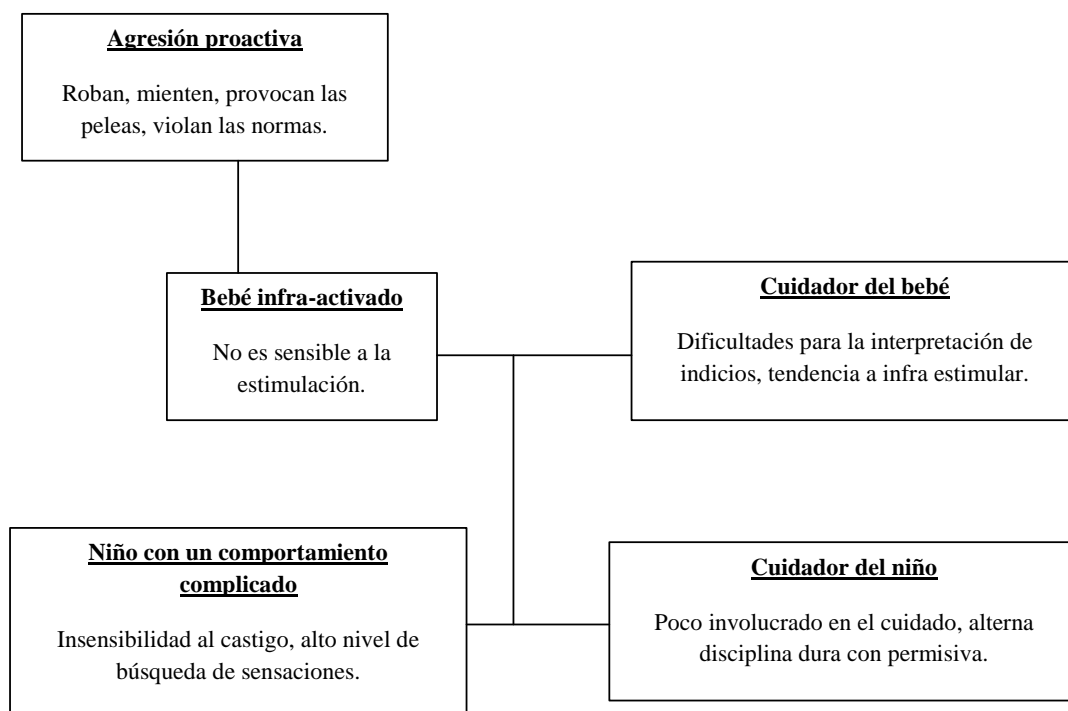 Agresión proactiva
Roban, mienten, provocan las
peleas, violan las normas.
Bebé infra-activado
No es sensible a la
estimulación.
Cuidador del bebé
Dificultades para la interpretación de
indicios, tendencia a infra estimular.
Niño con un comportamiento
complicado
Insensibilidad al castigo, alto nivel de
búsqueda de sensaciones.
Cuidador del niño
Poco involucrado en el cuidado, alterna
disciplina dura con permisiva.